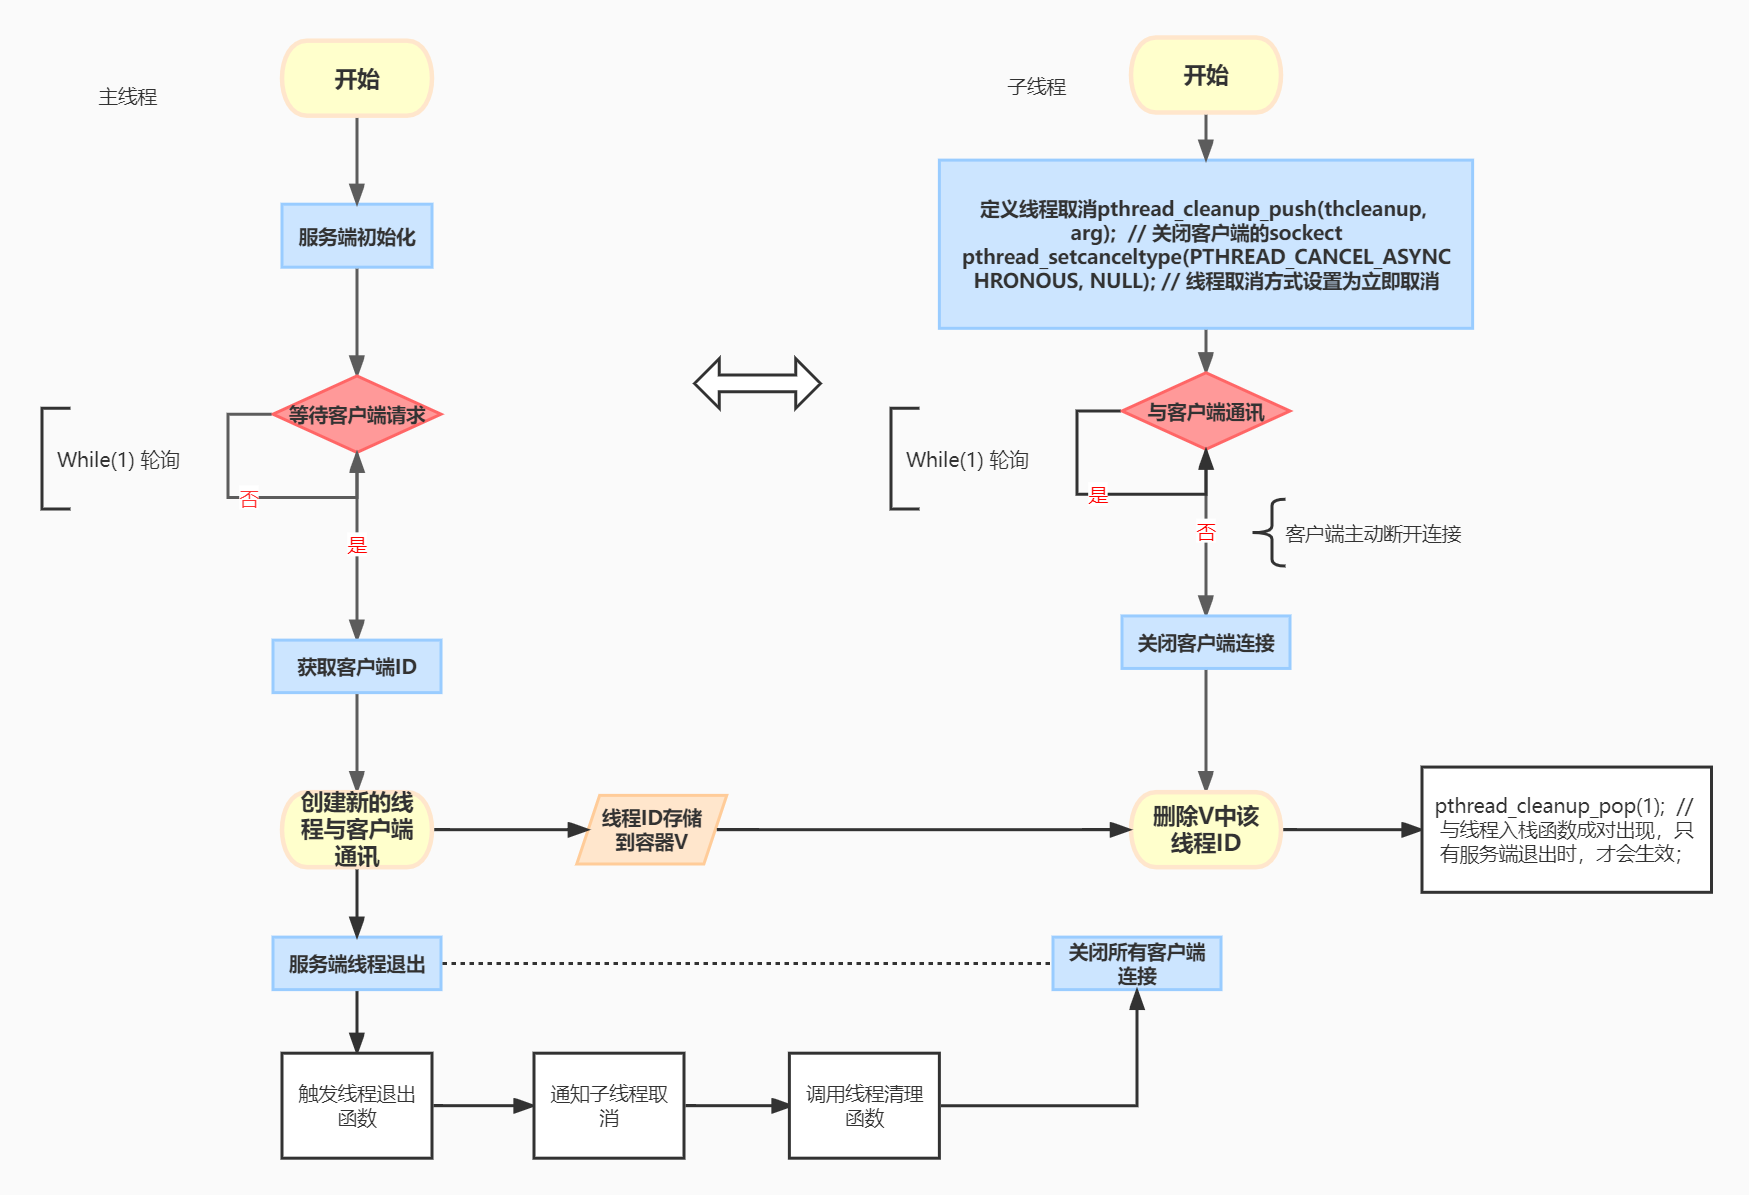 主线程
开始
服务端初始化
等待客户端请求
While(1) 轮询
否
是
获取客户端ID
创建新的线
程与客户端
通讯
线程ID存储
到容器V
服务端线程退出
触发线程退出
函数
通知子线程取
消
调用线程清理
函数
关闭所有客户端
连接
子线程
开始
定义线程取消pthread_cleanup_push(thcleanup,
arg);  // 关闭客户端的sockect
pthread_setcanceltype(PTHREAD_CANCEL_ASYNC
HRONOUS, NULL); // 线程取消方式设置为立即取消
与客户端通讯
While(1) 轮询
是
否
客户端主动断开连接
关闭客户端连接
删除V中该
线程ID
pthread_cleanup_pop(1);  //
与线程入栈函数成对出现，只
有服务端退出时，才会生效；